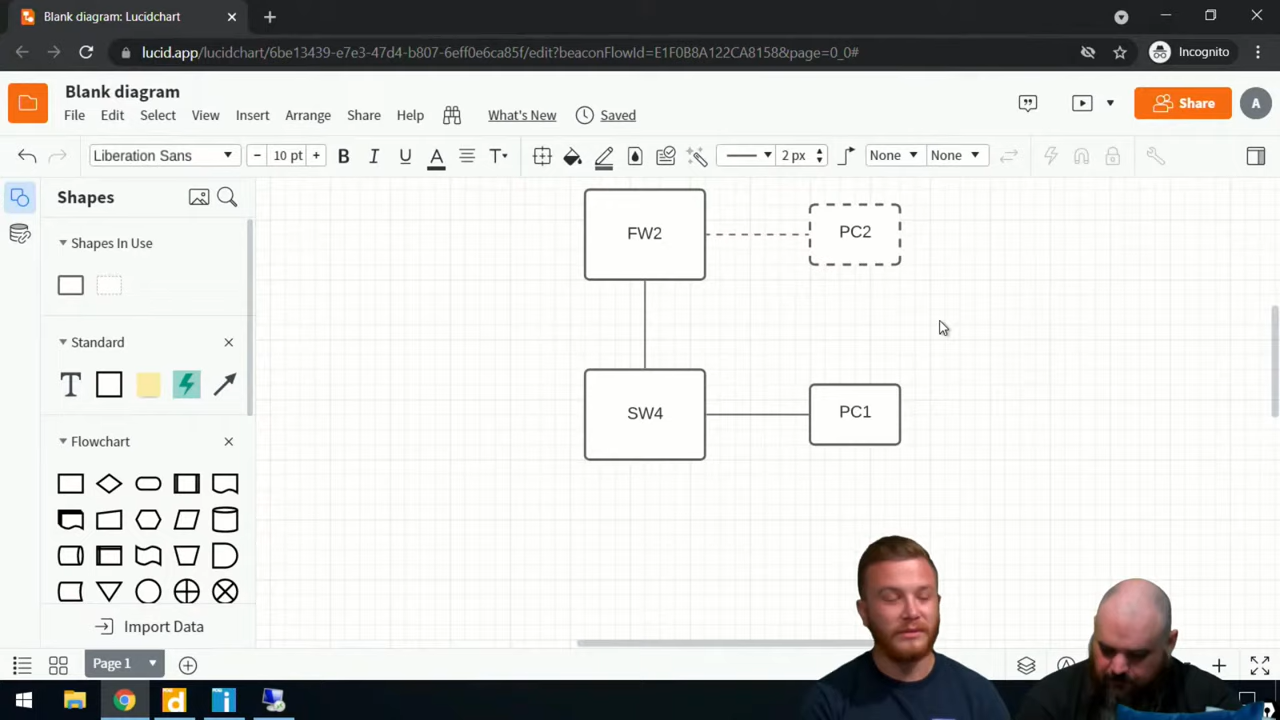 Blank diagram: Lucidchart
lucid.app/lucidchart/6be13439-e7e3-47d4-b807-6eff0e6ca85f/edit?beaconFlowId=E1F0B8A122CA8158&page=0_0#
Incognito
Blank diagram
File Edit Select View Insert Arrange Share Help What's New Saved
Share
A
Liberation Sans
10 pt
B I U A T
2 px
None
None
Shapes
Shapes In Use
Standard
T
Flowchart
Import Data
FW2
PC2
SW4
PC1
Page 1